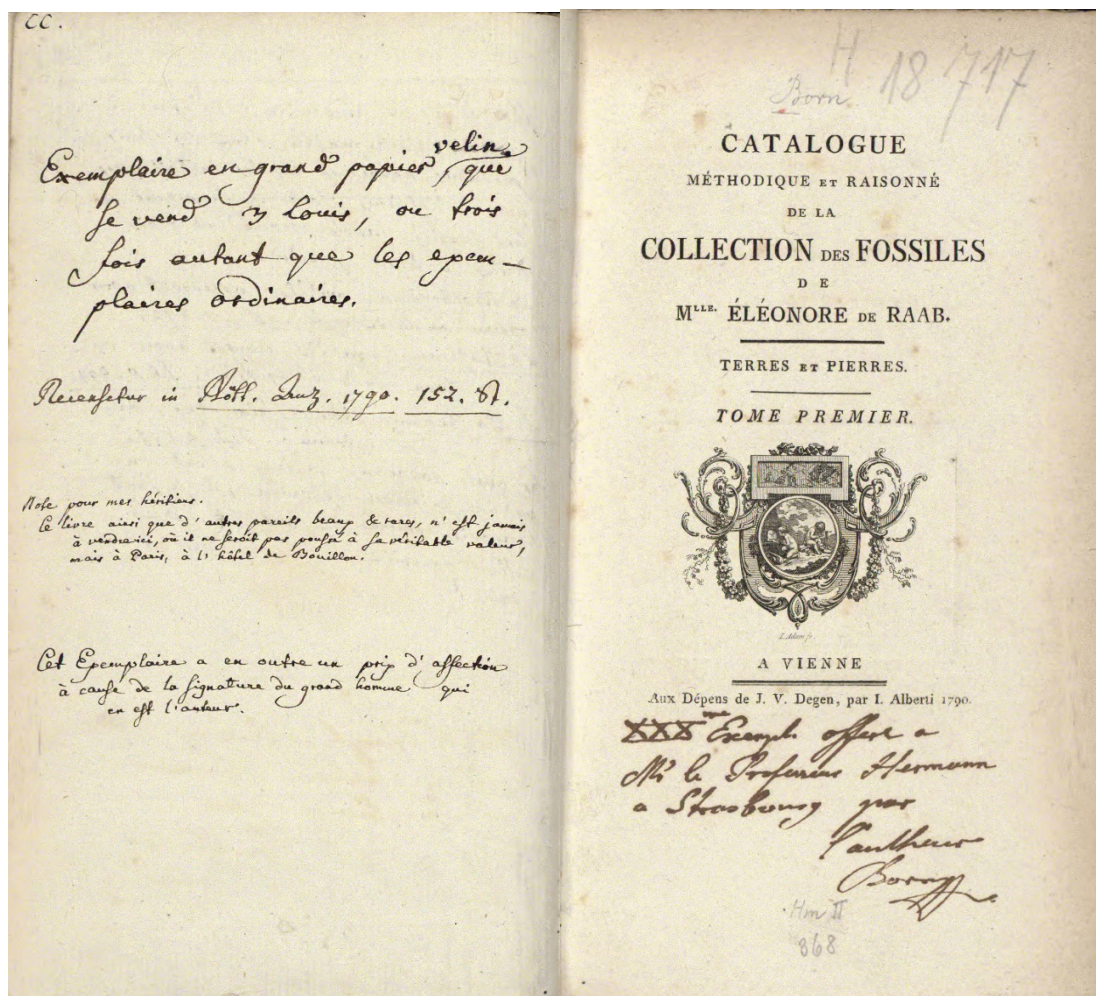 CC.
Exemplaire en grand papier velin, que
se vend 3 Louis, ou trois
fois autant que les exem-
plaires ordinaires.
Recensetur in Gött. Anz. 1790. 152. St.
Note pour mes héritiers.
Ce livre ainsi que d'autres pareils beaux & rares, n'est jamais
à vendre ici, où il ne seroit pas poussé à sa véritable valeur,
mais à Paris, à l'hôtel de Bouillon.
Cet Exemplaire a en outre un prix d'affection
à cause de la signature du grand homme qui
en est l'auteur.
H 18 717
Born
CATALOGUE
MÉTHODIQUE ET RAISONNÉ
DE LA
COLLECTION DES FOSSILES
DE
MLLE. ÉLÉONORE DE RAAB.
TERRES ET PIERRES.
TOME PREMIER.
A VIENNE
Aux Dépens de J. V. Degen, par I. Alberti 1790.
XXXme Exempl offert a
Mr le Professeur Hermann
a Strasbourg par
l'autheur
Born
Hm II
368